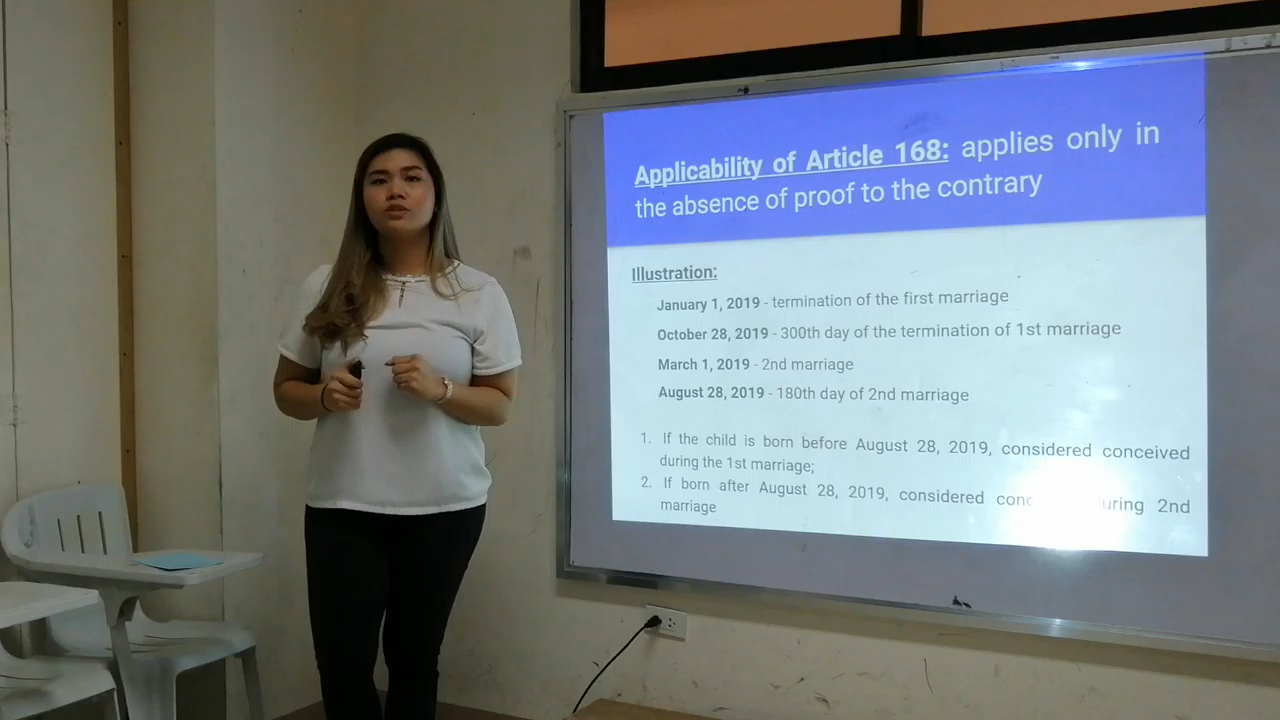 Applicability of Article 168: applies only in
the absence of proof to the contrary
Illustration:
January 1, 2019 - termination of the first marriage
October 28, 2019 - 300th day of the termination of 1st marriage
March 1, 2019 - 2nd marriage
August 28, 2019 - 180th day of 2nd marriage
1. If the child is born before August 28, 2019, considered conceived
during the 1st marriage;
2. If born after August 28, 2019, considered 2nd
marriage